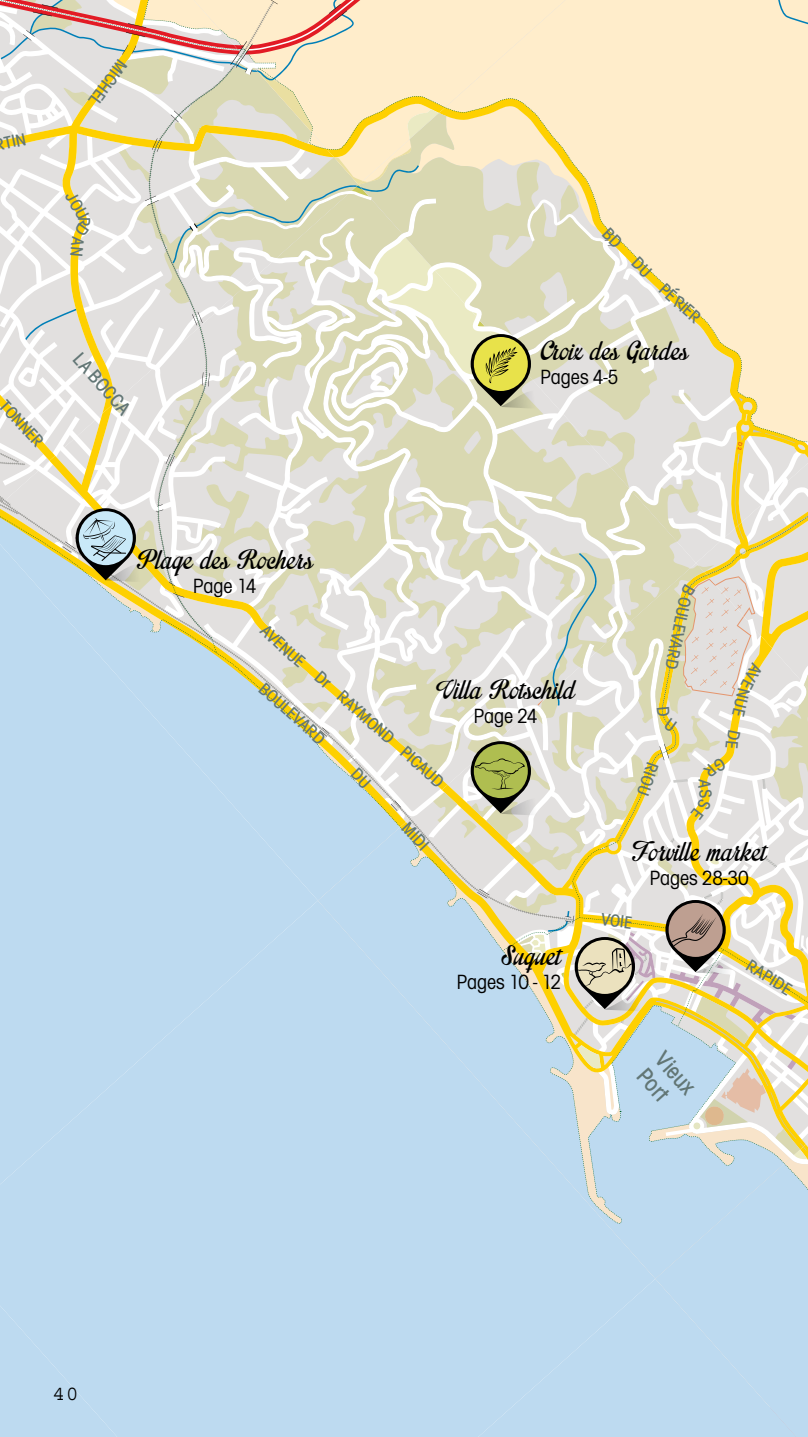 MICHEL
RTIN
JOURDAN
BD DU PÉRIER
Croix des Gardes
Pages 4-5
LA BOCCA
TONNER
Plage des Rochers
Page 14
AVENUE Dr RAYMOND PICAUD
BOULEVARD DU MIDI
BOULEVARD DU RIOU
AVENUE DE GRASSE
Villa Rotschild
Page 24
Forville market
Pages 28-30
VOIE RAPIDE
Suquet
Pages 10 - 12
Vieux
Port
40